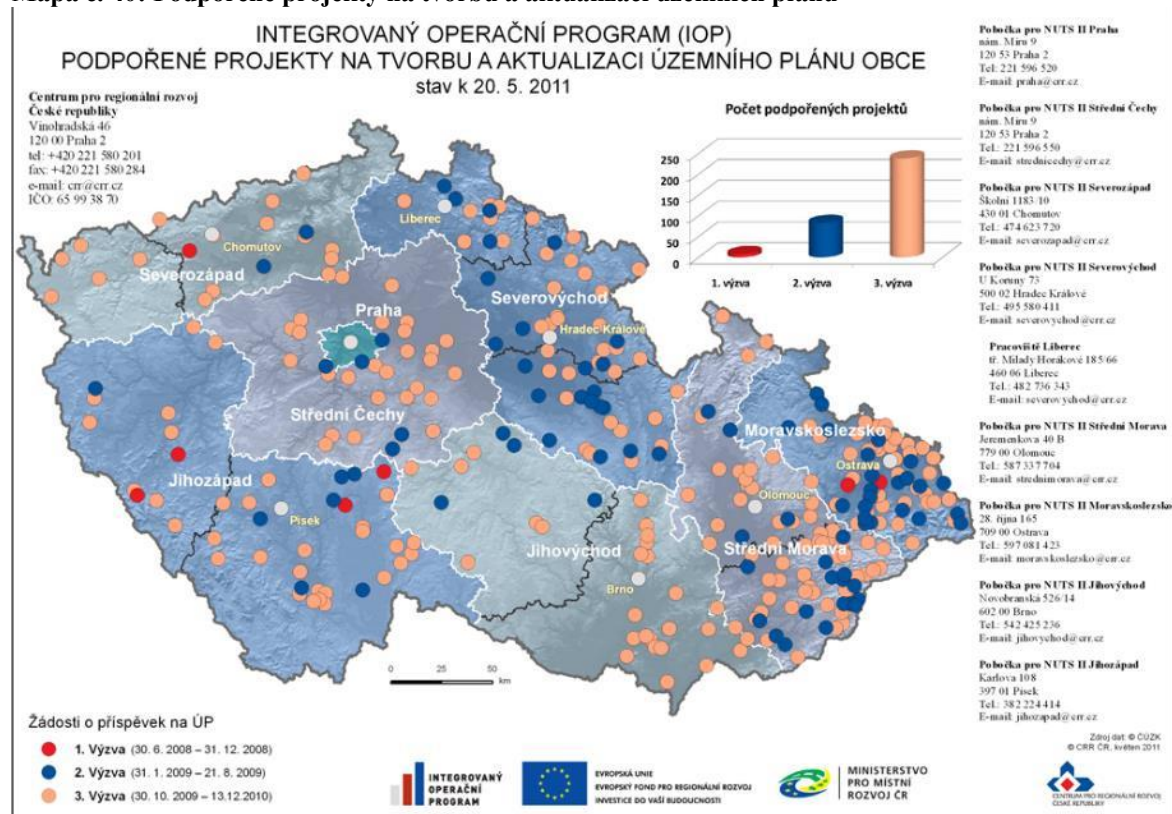 INTEGROVANÝ OPERAČNÍ PROGRAM (IOP)
PODPOŘENÉ PROJEKTY NA TVORBU A AKTUALIZACI ÚZEMNÍHO PLÁNU OBCE
stav k 20. 5. 2011
Centrum pro regionální rozvoj
České republiky
Vinohradská 46
120 00 Praha 2
tel: +420 221 580 201
fax: +420 221 580 284
e-mail: crr@crr.cz
IČO: 65 99 38 70
Počet podpořených projektů
250
200
150
100
50
0
1. výzva
2. výzva
3. výzva
Liberec
Chomutov
Severozápad
Praha
Severovýchod
Hradec Králové
Střední Čechy
Moravskoslezsko
Ostrava
Jihozápad
Písek
Olomouc
Jihovýchod
Střední Morava
Brno
0 25 50
km
Pobočka pro NUTS II Praha
nám. Míru 9
120 53 Praha 2
Tel: 221 596 520
E-mail: praha@crr.cz
Pobočka pro NUTS II Střední Čechy
nám. Míru 9
120 53 Praha 2
Tel.: 221 596 550
E-mail: strednicechy@crr.cz
Pobočka pro NUTS II Severozápad
Školní 1183/10
430 01 Chomutov
Tel.: 474 623 720
E-mail: severozapad@crr.cz
Pobočka pro NUTS II Severovýchod
U Koruny 73
500 02 Hradec Králové
Tel.: 495 580 411
E-mail: severovychod@crr.cz
Pracoviště Liberec
tř. Milady Horákové 185/66
460 06 Liberec
Tel.: 482 736 343
E-mail: severovychod@crr.cz
Pobočka pro NUTS II Střední Morava
Jeremenkova 40 B
779 00 Olomouc
Tel.: 587 337 704
E-mail: strednimorava@crr.cz
Pobočka pro NUTS II Moravskoslezsko
28. října 165
709 00 Ostrava
Tel.: 597 081 423
E-mail: moravskoslezsko@crr.cz
Pobočka pro NUTS II Jihovýchod
Novobranská 526/14
602 00 Brno
Tel.: 542 425 236
E-mail: jihovychod@crr.cz
Pobočka pro NUTS II Jihozápad
Karlova 108
397 01 Písek
Tel.: 382 224 414
E-mail: jihozapad@crr.cz
Zdroj dat: © ČÚZK
© CRR ČR, květen 2011
Žádosti o příspěvek na ÚP
1. Výzva (30. 6. 2008 – 31. 12. 2008)
2. Výzva (31. 1. 2009 – 21. 8. 2009)
3. Výzva (30. 10. 2009 – 13.12.2010)
INTEGROVANÝ
OPERAČNÍ
PROGRAM
EVROPSKÁ UNIE
EVROPSKÝ FOND PRO REGIONÁLNÍ ROZVOJ
INVESTICE DO VAŠÍ BUDOUCNOSTI
MINISTERSTVO
PRO MÍSTNÍ
ROZVOJ ČR
CENTRUM PRO REGIONÁLNÍ ROZVOJ
ČESKÉ REPUBLIKY